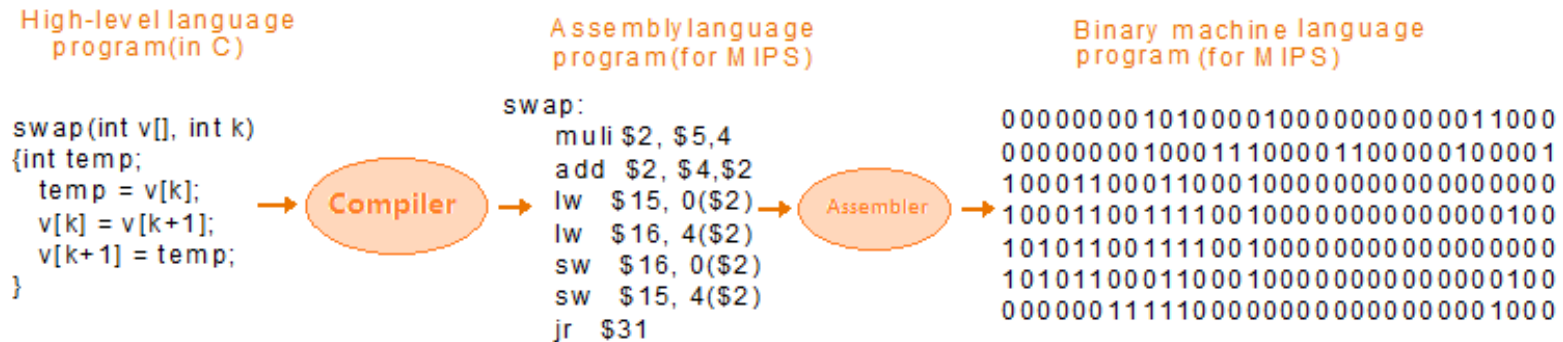 High-level language
program(in C)
swap(int v[], int k)
{int temp;
temp = v[k];
v[k] = v[k+1];
v[k+1] = temp;
}
Compiler
Assembly language
program(for MIPS)
swap:
muli $2, $5,4
add $2, $4,$2
lw $15, 0($2)
lw $16, 4($2)
sw $16, 0($2)
sw $15, 4($2)
jr $31
Assembler
Binary machine language
program (for MIPS)
00000000101000010000000000011000
00000000100011100001100000100001
10001100011000100000000000000000
10001100111100100000000000000100
10101100111100100000000000000000
10101100011000100000000000000100
00000011111000000000000000001000